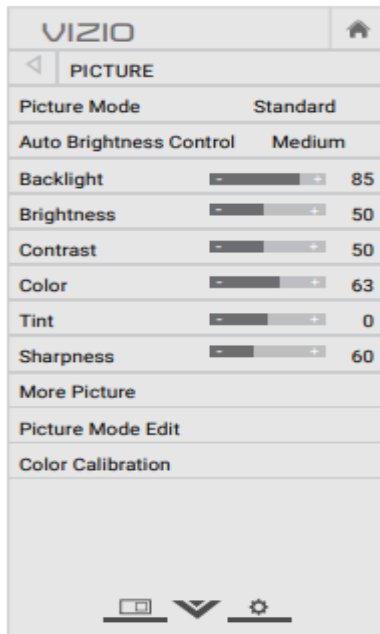 VIZIO
PICTURE
Picture Mode Standard
Auto Brightness Control Medium
Backlight - + 85
Brightness - + 50
Contrast - + 50
Color - + 63
Tint - + 0
Sharpness - + 60
More Picture
Picture Mode Edit
Color Calibration